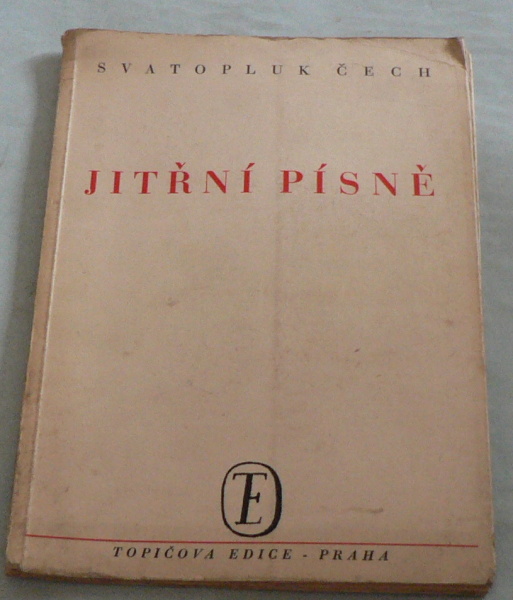 SVATOPLUK ČECH
JITŘNÍ PÍSNĚ
TE
TOPIČOVA EDICE - PRAHA